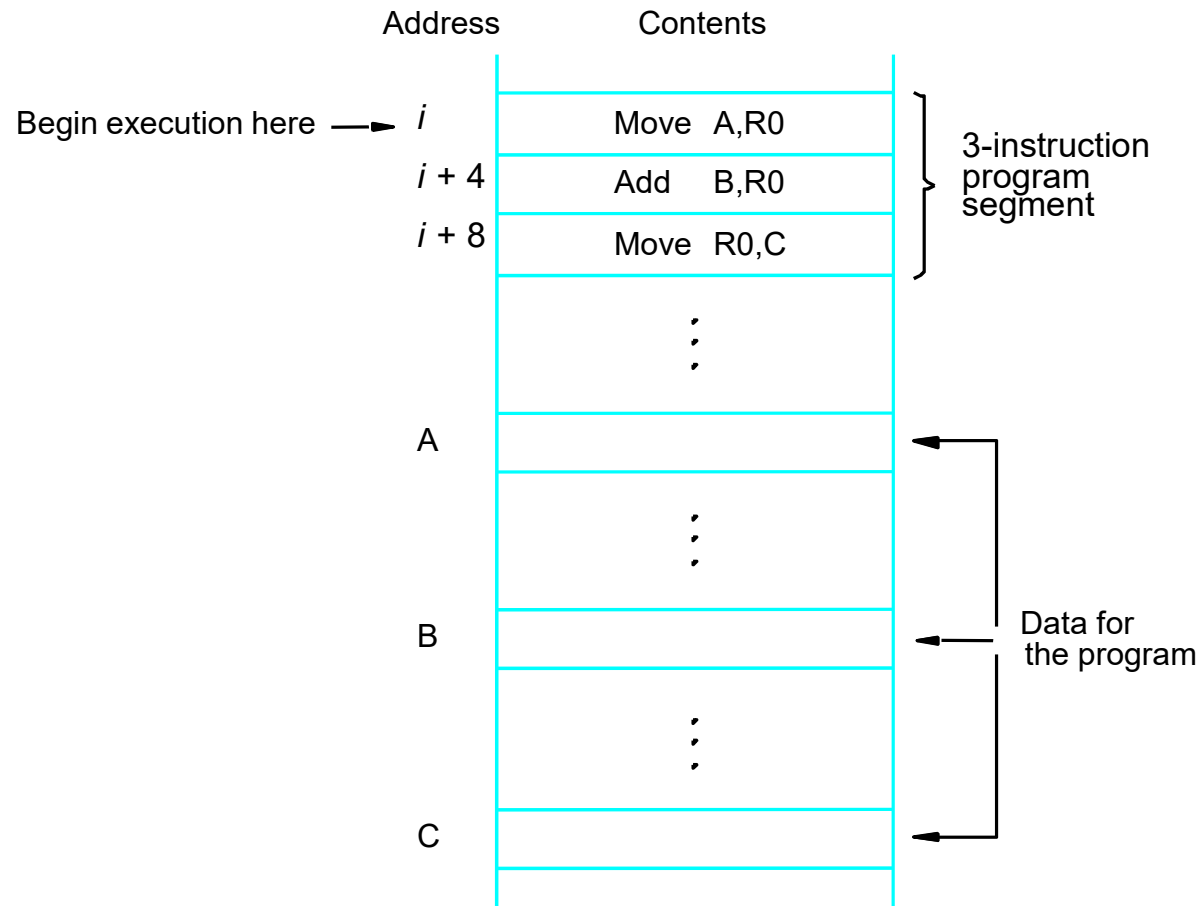 Address Contents
Begin execution here i Move A,R0
i + 4 Add B,R0
i + 8 Move R0,C
3-instruction
program
segment
A
B
C
Data for
the program